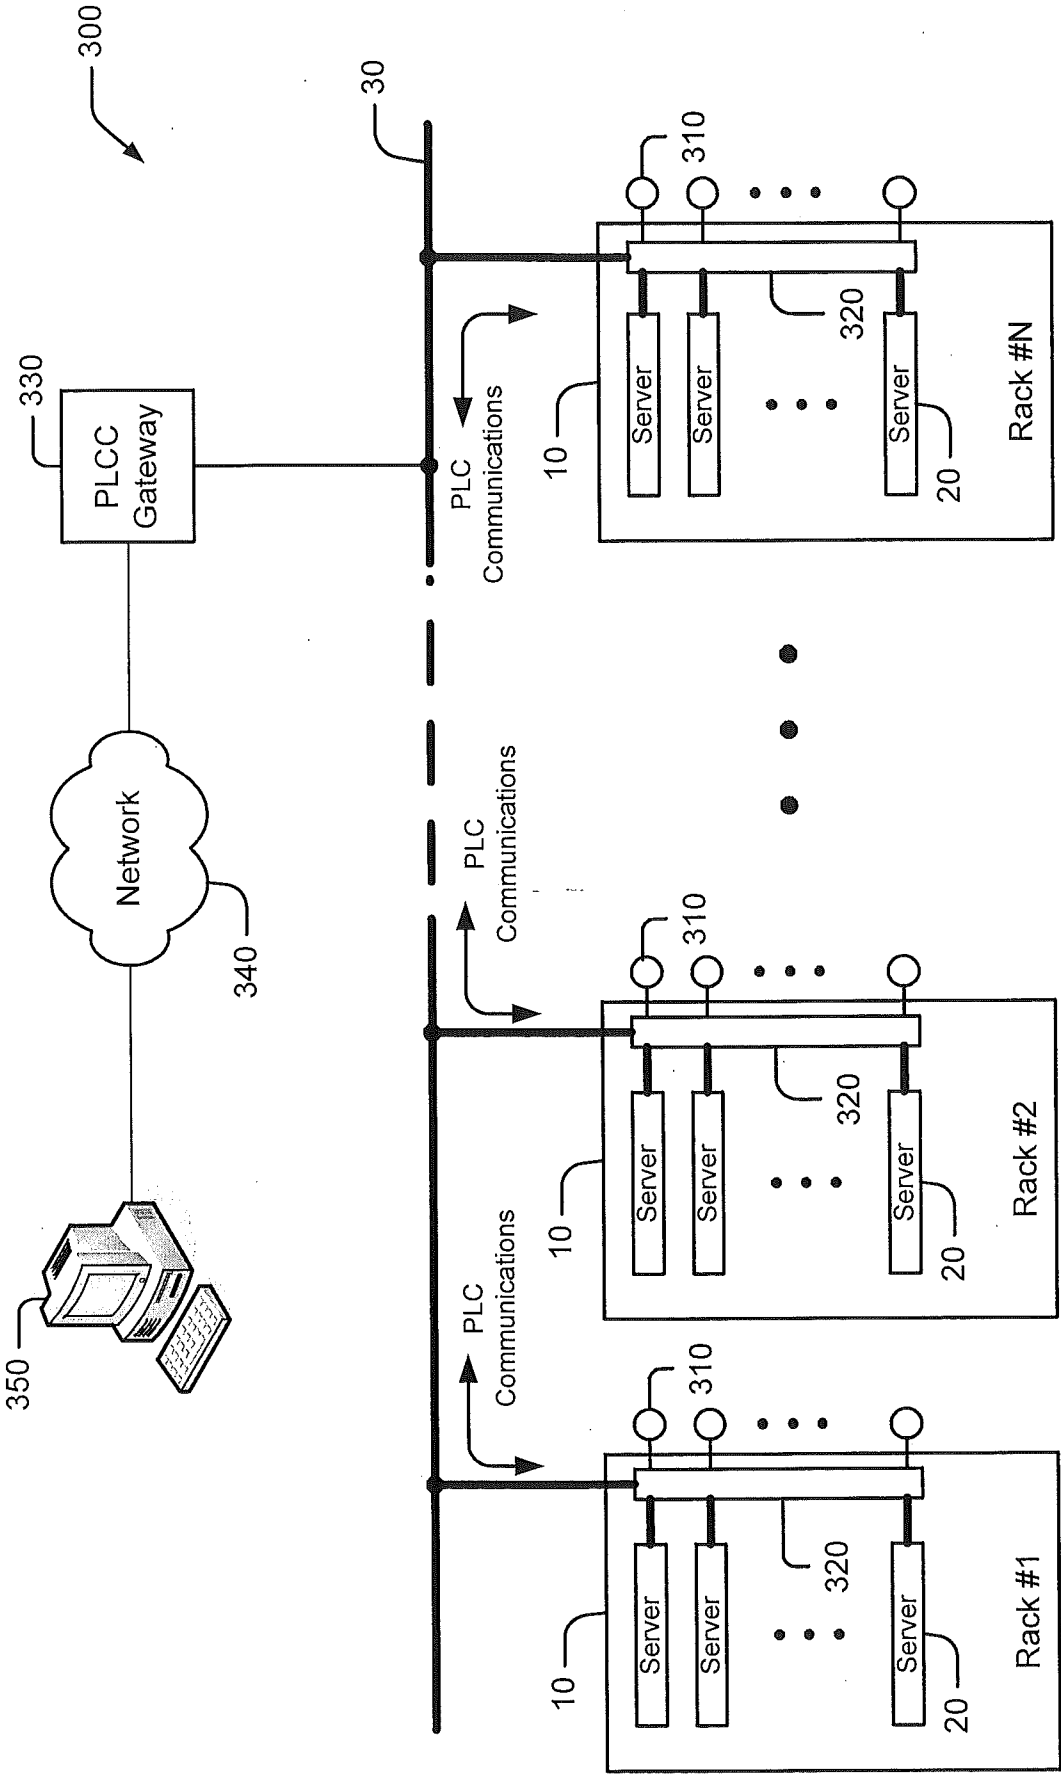 300
350
340
Network
330
PLCC
Gateway
30
PLC
Communications
PLC
Communications
PLC
Communications
10
Server
Server
Server
20
320
310
Rack #1
10
Server
Server
Server
20
320
310
Rack #2
10
Server
Server
Server
20
320
310
Rack #N